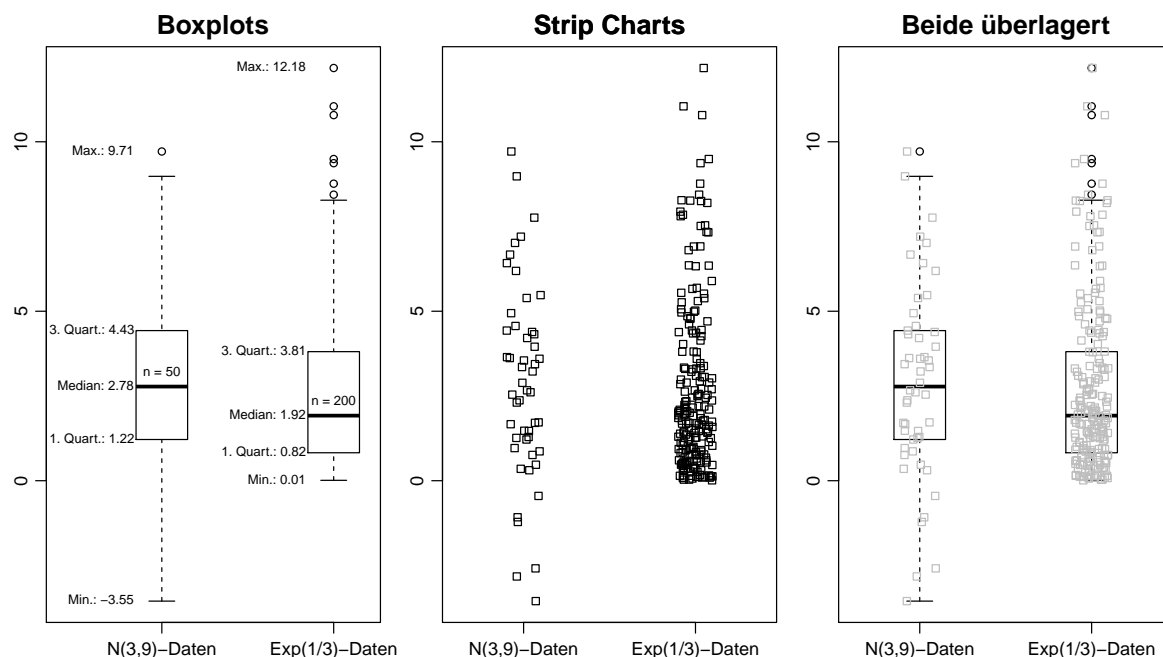 Boxplots
Strip Charts
Beide überlagert
10
5
0
Max.: 12.18
Max.: 9.71
3. Quart.: 4.43
3. Quart.: 3.81
n = 50
Median: 2.78
n = 200
Median: 1.92
1. Quart.: 1.22
1. Quart.: 0.82
Min.: 0.01
Min.: −3.55
N(3,9)−Daten
Exp(1/3)−Daten
10
5
0
N(3,9)−Daten
Exp(1/3)−Daten
10
5
0
N(3,9)−Daten
Exp(1/3)−Daten